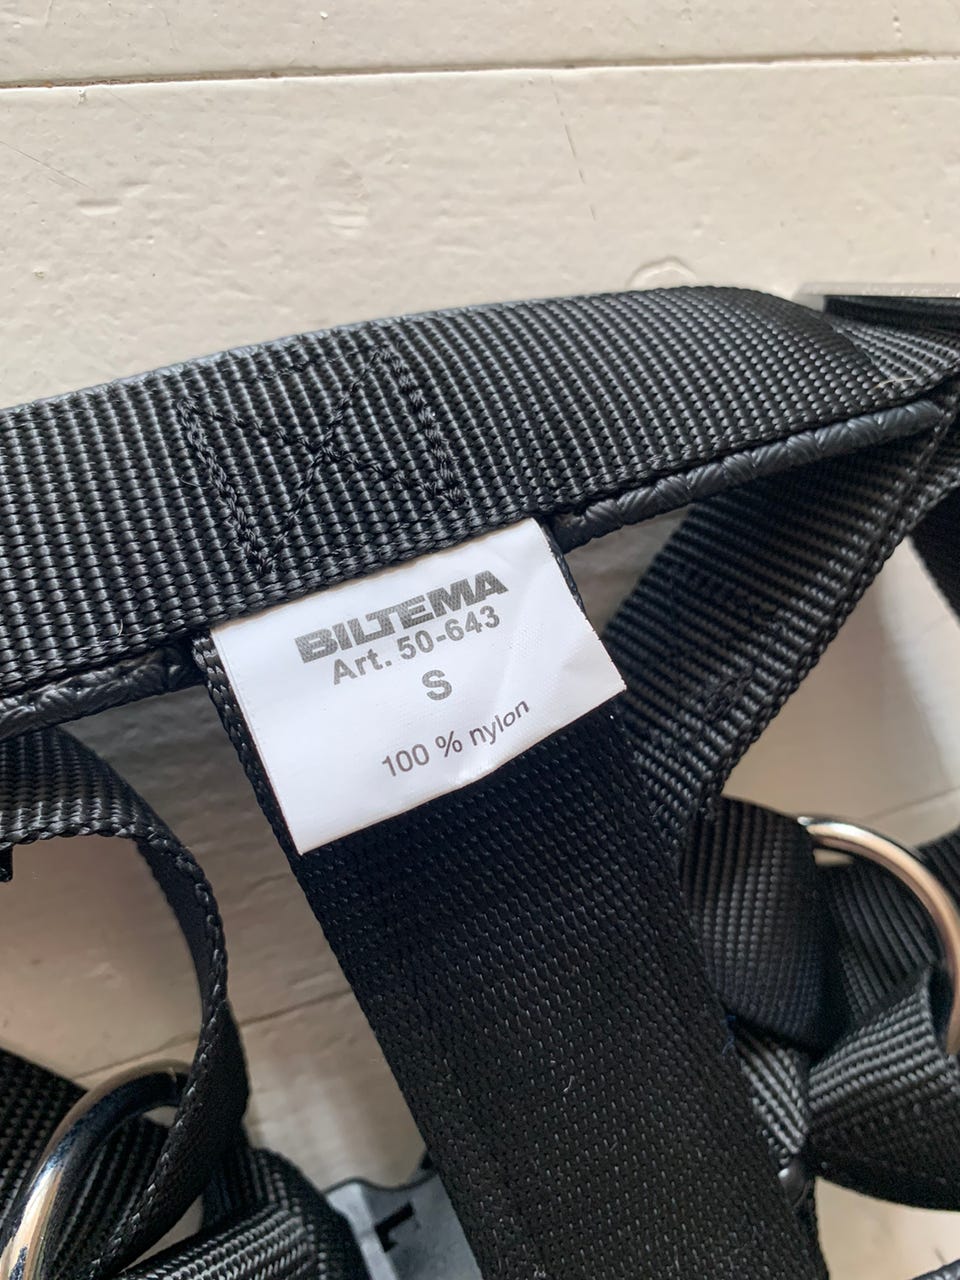 BILTEMA
Art. 50-643
S
100 % nylon
L